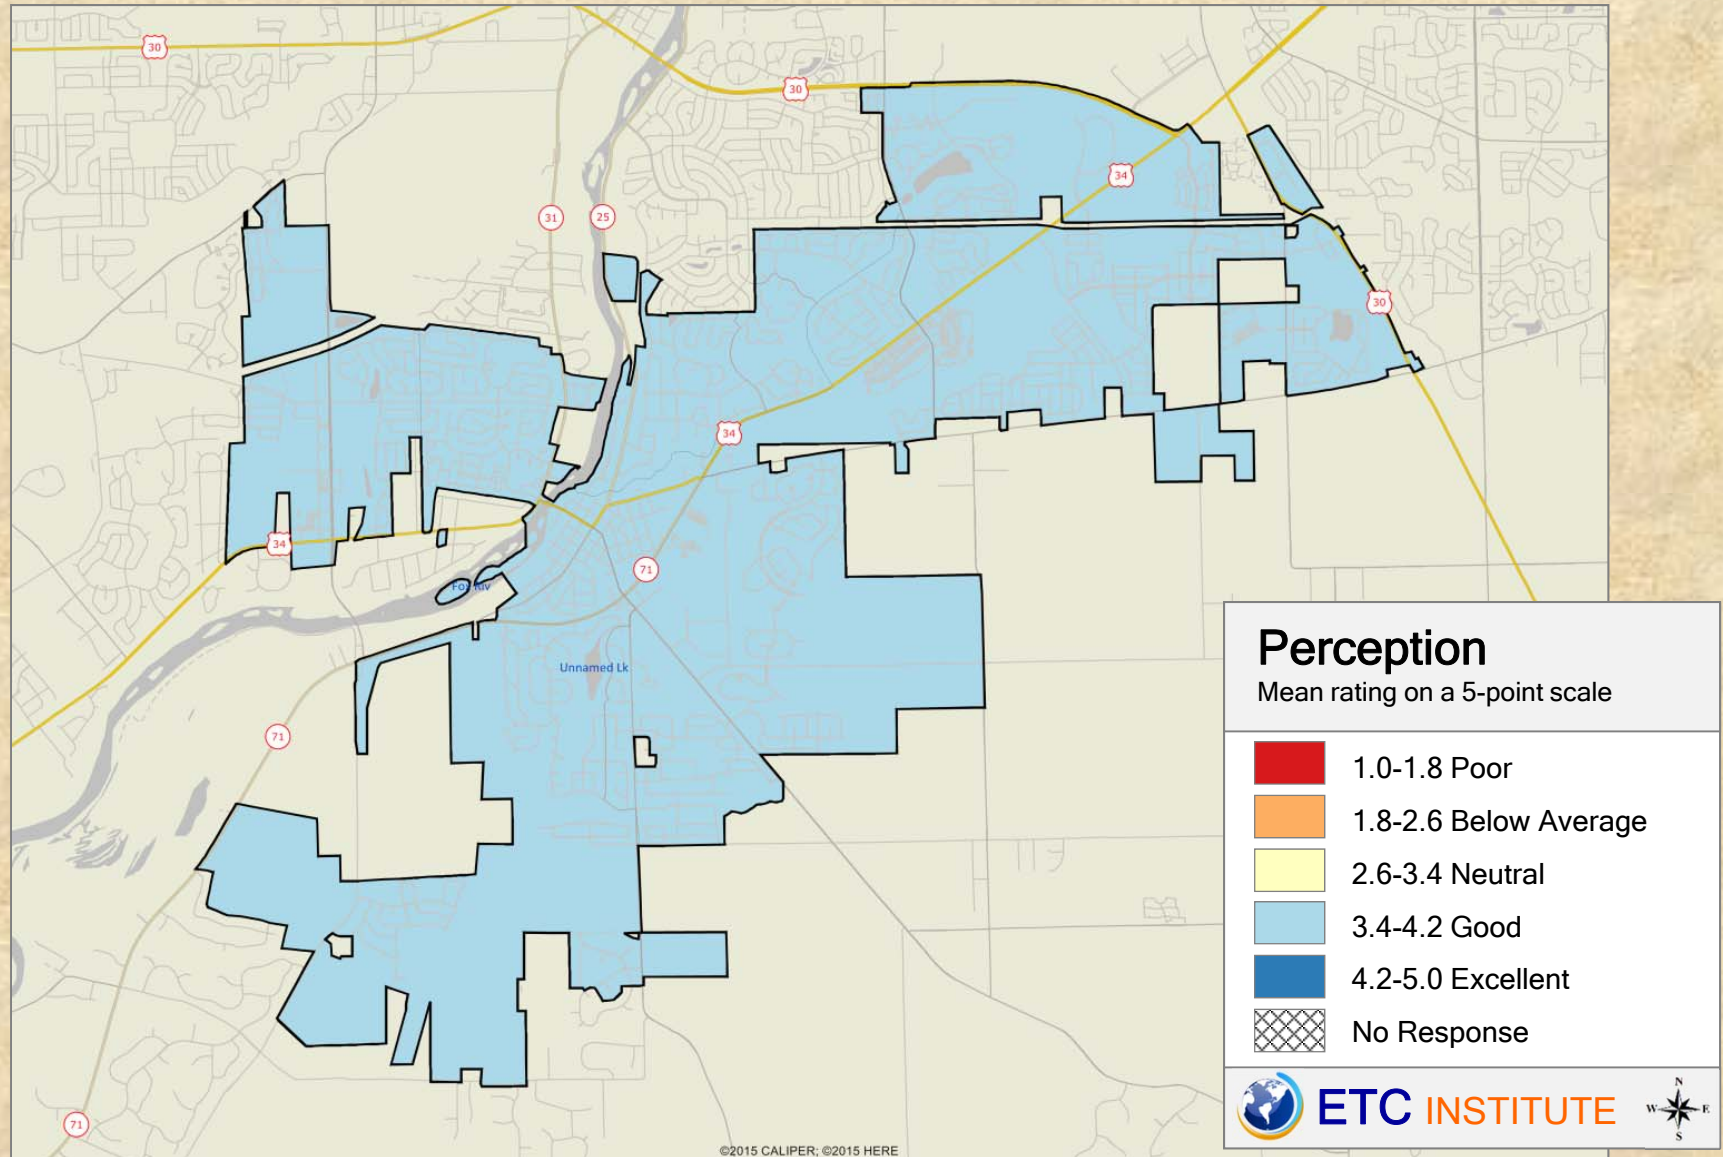 30
30
34
31
25
30
34
34
71
Fox Riv
Unnamed Lk
71
71
Perception
Mean rating on a 5-point scale
1.0-1.8 Poor
1.8-2.6 Below Average
2.6-3.4 Neutral
3.4-4.2 Good
4.2-5.0 Excellent
No Response
ETC INSTITUTE
N
W E
S
©2015 CALIPER; ©2015 HERE